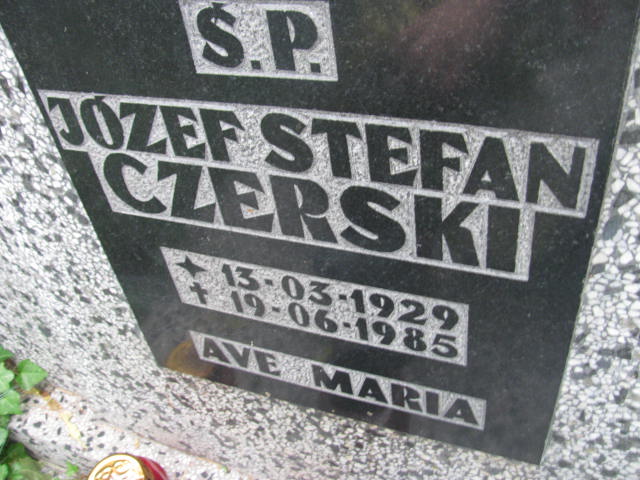 Ś.P.
JÓZEF STEFAN
CZERSKI
13-03-1929
✝ 19-06-1985
AVE MARIA